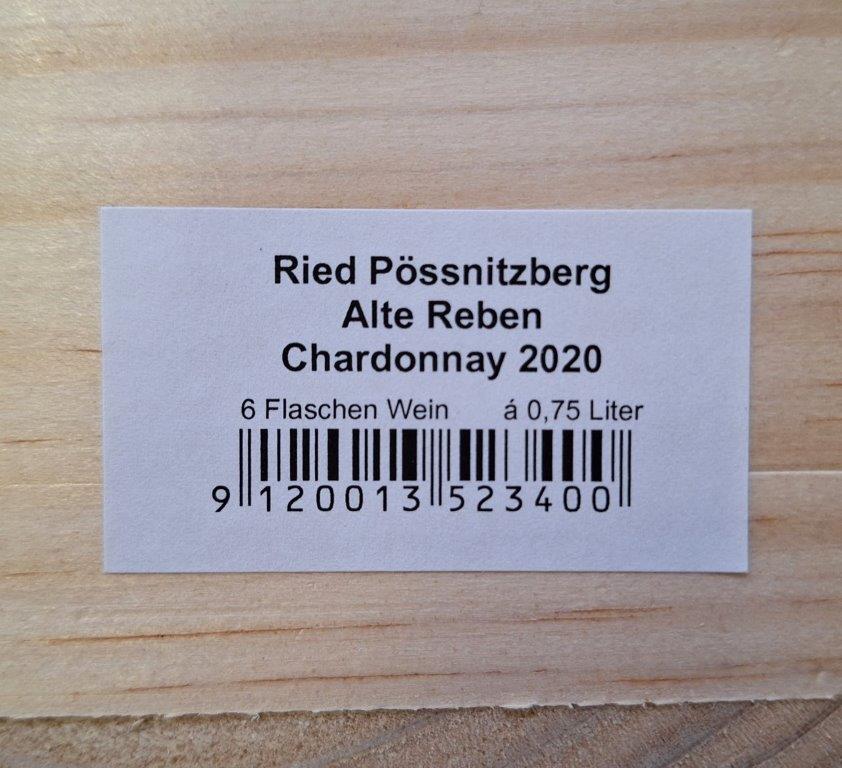 Ried Pössnitzberg
Alte Reben
Chardonnay 2020
6 Flaschen Wein á 0,75 Liter
9 120013 523400